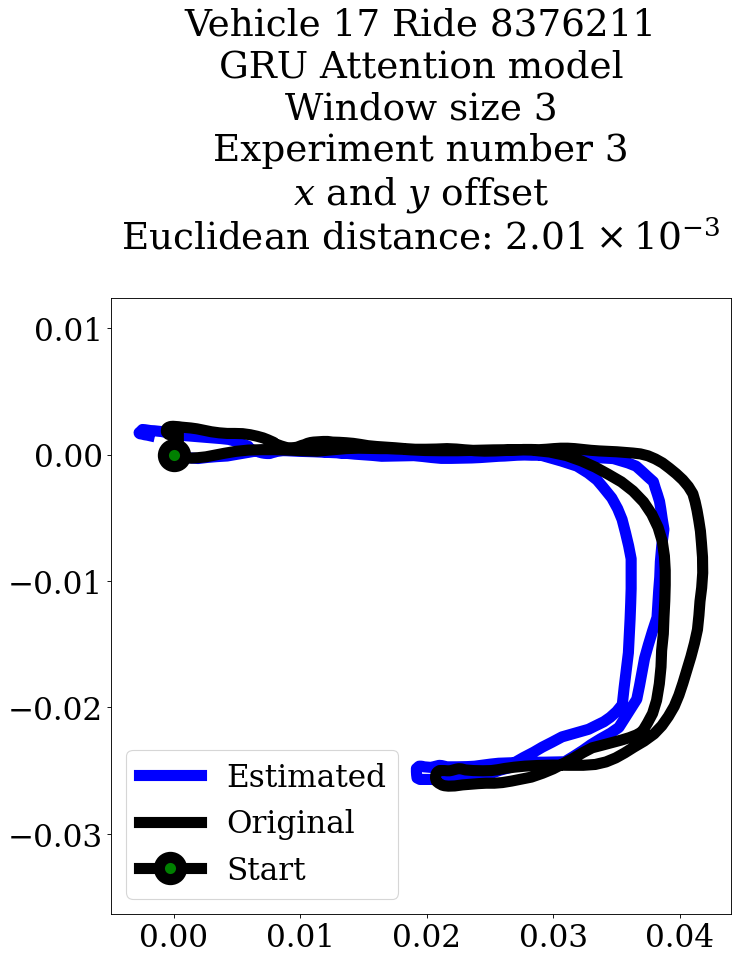 Vehicle 17 Ride 8376211
GRU Attention model
Window size 3
Experiment number 3
x and y offset
Euclidean distance: 2.01 × 10⁻³
0.01
0.00
−0.01
−0.02
−0.03
Estimated
Original
Start
0.00 0.01 0.02 0.03 0.04